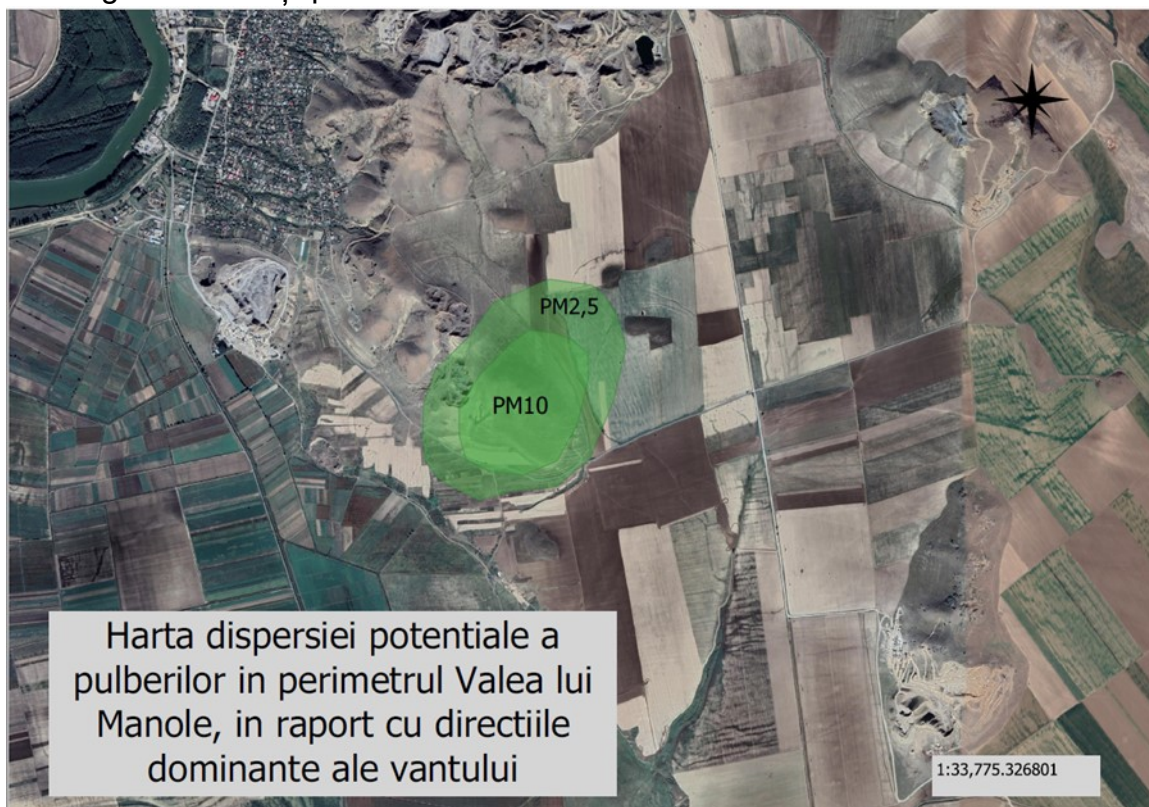 PM2,5
PM10
Harta dispersiei potentiale a
pulberilor in perimetrul Valea lui
Manole, in raport cu directiile
dominante ale vantului
1:33,775.326801